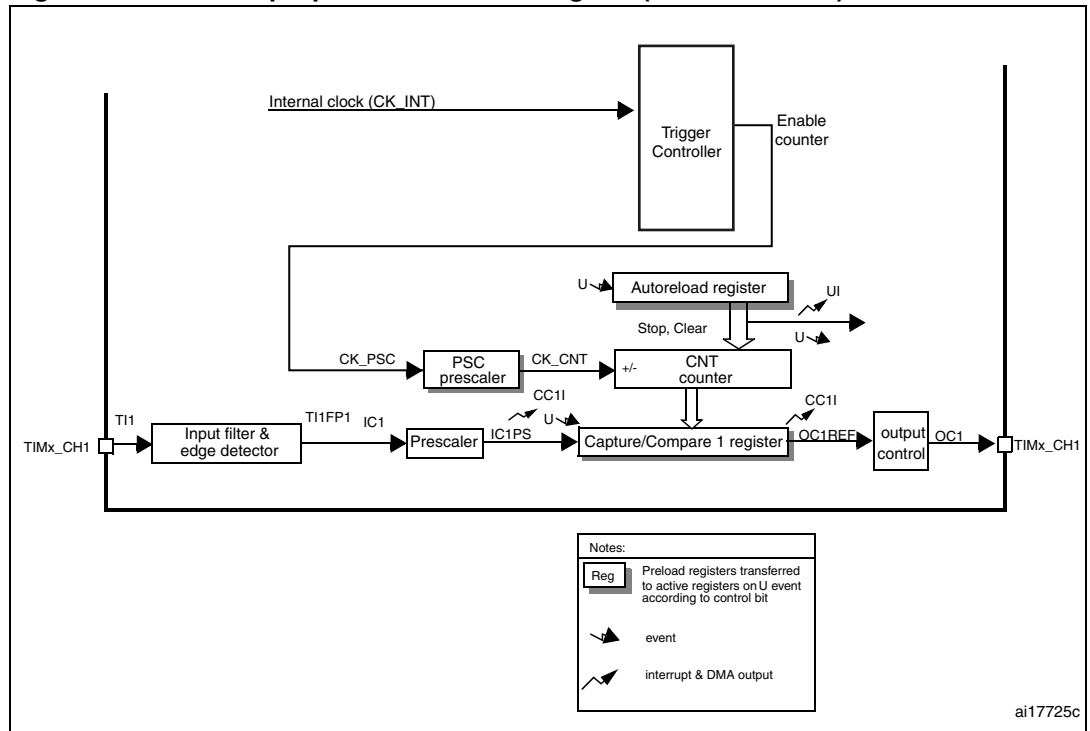 Internal clock (CK_INT)
Trigger
Controller
Enable
counter
U
Autoreload register
UI
Stop, Clear
U
CK_PSC
PSC
prescaler
CK_CNT
+/-
CNT
counter
CC1I
CC1I
TI1
TI1FP1
IC1
U
TIMx_CH1
Input filter &
edge detector
Prescaler
IC1PS
Capture/Compare 1 register
OC1REF
output
control
OC1
TIMx_CH1
Notes:
Reg
Preload registers transferred
to active registers on U event
according to control bit
event
interrupt & DMA output
ai17725c